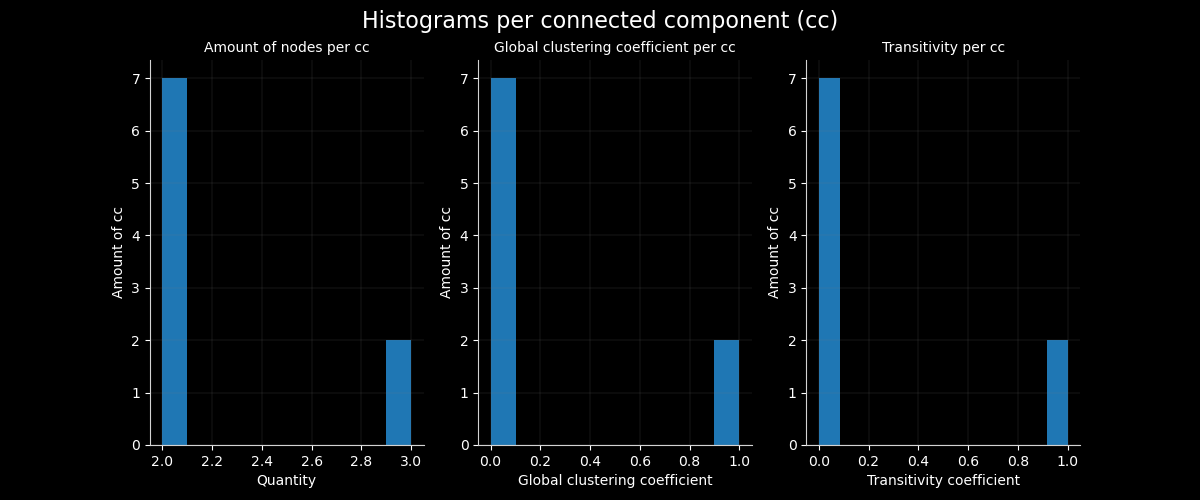 Histograms per connected component (cc)
Amount of nodes per cc
Global clustering coefficient per cc
Transitivity per cc
Amount of cc
7
6
5
4
3
2
1
0
2.0 2.2 2.4 2.6 2.8 3.0
Quantity
Amount of cc
7
6
5
4
3
2
1
0
0.0 0.2 0.4 0.6 0.8 1.0
Global clustering coefficient
Amount of cc
7
6
5
4
3
2
1
0
0.0 0.2 0.4 0.6 0.8 1.0
Transitivity coefficient